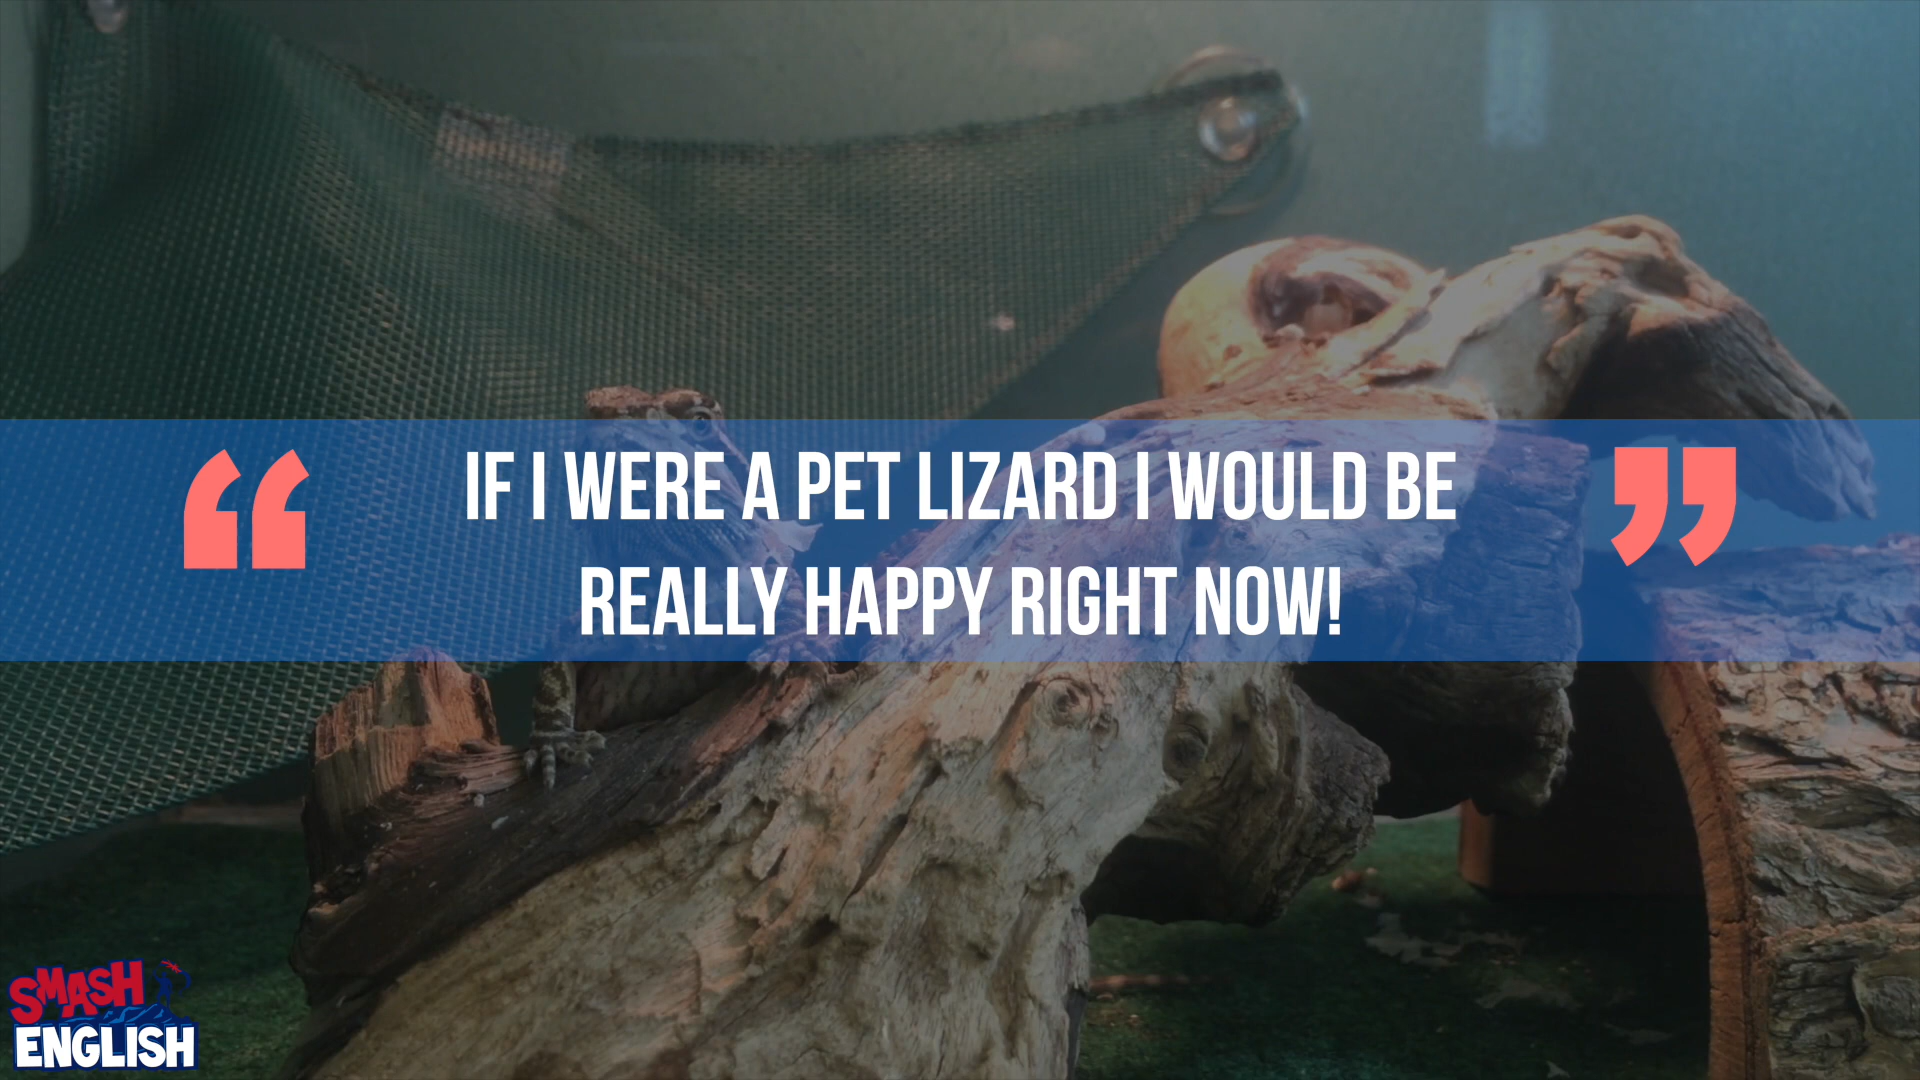 “ IF I WERE A PET LIZARD I WOULD BE ”
REALLY HAPPY RIGHT NOW!
SMASH
ENGLISH